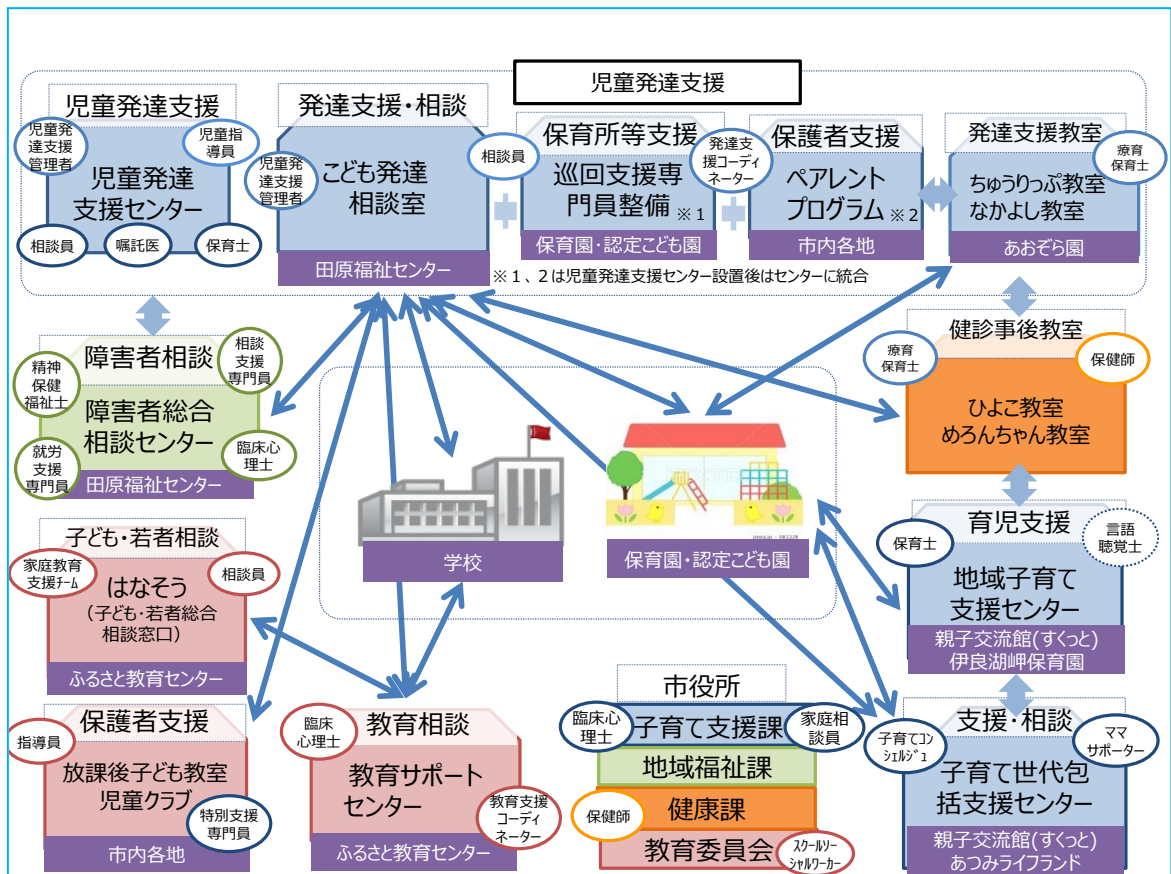 児童発達支援
児童発達支援
児童発
達支援
管理者
児童指
導員
児童発達
支援センター
相談員
嘱託医
保育士
発達支援・相談
児童発
達支援
管理者
相談員
こども発達
相談室
田原福祉センター
保育所等支援
巡回支援専
門員整備 ※１
保育園・認定こども園
発達支
援コーディ
ネーター
保護者支援
ペアレント
プログラム ※２
市内各地
発達支援教室
療育
保育士
ちゅうりっぷ教室
なかよし教室
あおぞら園
※１、２は児童発達支援センター設置後はセンターに統合
障害者相談
精神
保健
福祉士
相談
支援
専門員
障害者総合
相談センター
就労
支援
専門員
臨床心
理士
田原福祉センター
健診事後教室
療育
保育士
保健師
ひよこ教室
めろんちゃん教室
学校
保育園・認定こども園
子ども・若者相談
家庭教育
支援ﾁｰﾑ
相談員
はなそう
（子ども・若者総合
相談窓口）
ふるさと教育センター
育児支援
保育士
言語
聴覚士
地域子育て
支援センター
親子交流館(すくっと)
伊良湖岬保育園
保護者支援
指導員
放課後子ども教室
児童クラブ
特別支援
専門員
市内各地
教育相談
臨床
心理士
教育サポート
センター
教育支援
コーディ
ネーター
ふるさと教育センター
市役所
臨床心
理士
子育て支援課
家庭相
談員
地域福祉課
保健師
健康課
教育委員会
ｽｸｰﾙｿｰ
ｼｬﾙﾜｰｶｰ
支援・相談
子育てｺﾝ
ｼｪﾙｼﾞｭ
ママ
サポーター
子育て世代包
括支援センター
親子交流館(すくっと)
あつみライフランド